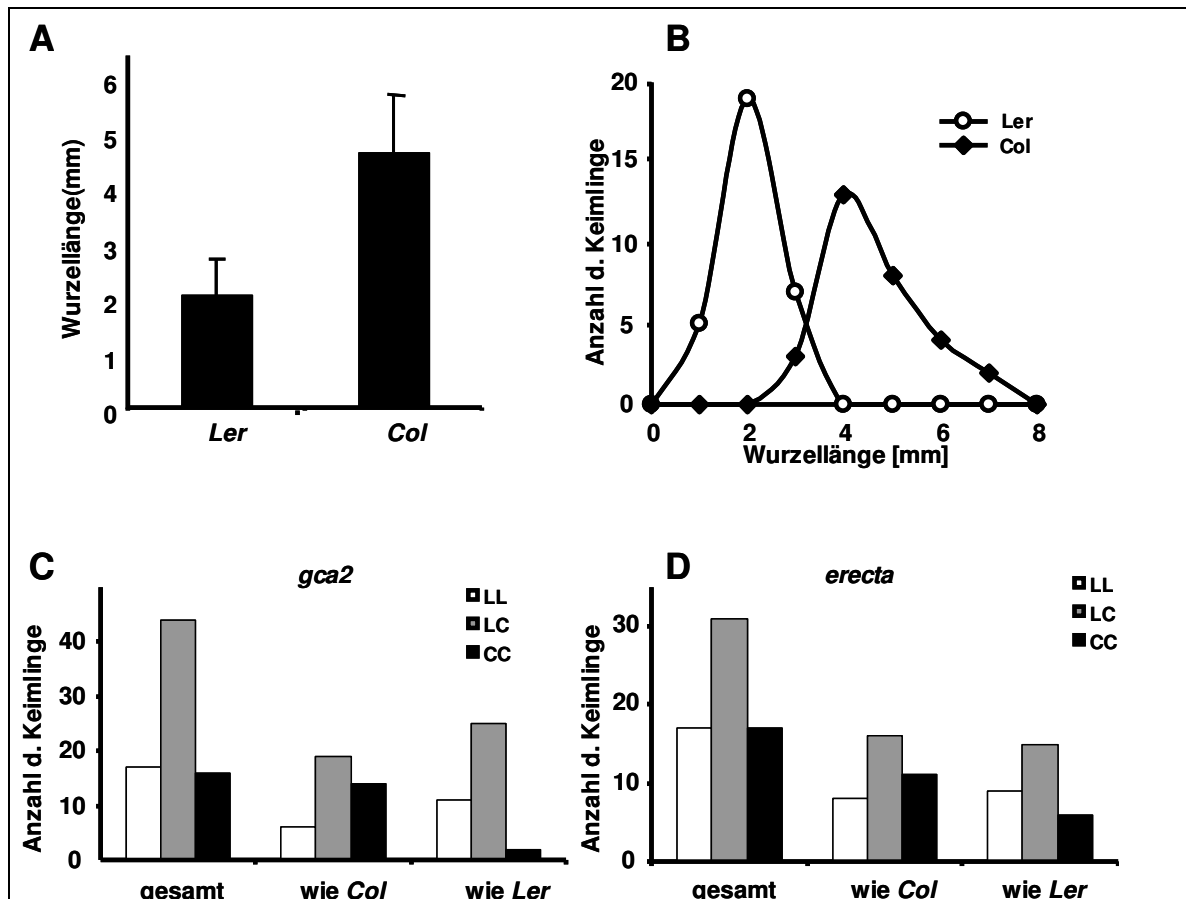 A
Wurzellänge(mm)
6
5
4
3
2
1
0
Ler
Col
B
Anzahl d. Keimlinge
20
15
10
5
0
Ler
Col
0
2
4
6
8
Wurzellänge [mm]
C
gca2
Anzahl d. Keimlinge
40
30
20
10
0
LL
LC
CC
gesamt
wie Col
wie Ler
D
erecta
Anzahl d. Keimlinge
30
20
10
0
LL
LC
CC
gesamt
wie Col
wie Ler